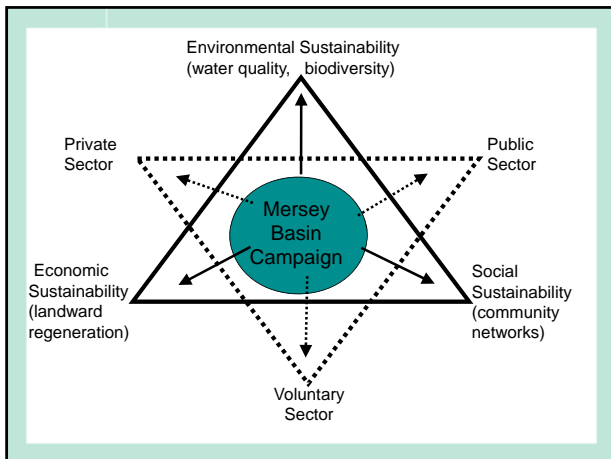 Environmental Sustainability
(water quality, biodiversity)
Private
Sector
Public
Sector
Mersey
Basin
Campaign
Economic
Sustainability
(landward
regeneration)
Social
Sustainability
(community
networks)
Voluntary
Sector